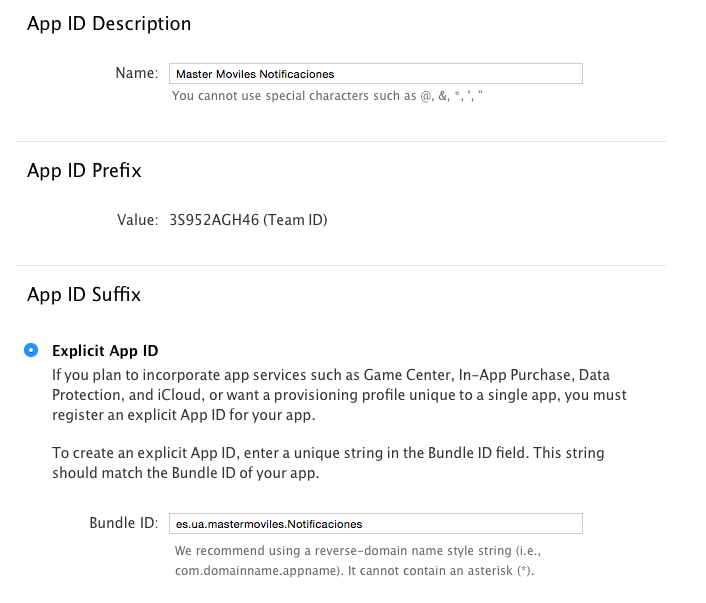 App ID Description
Name: Master Moviles Notificaciones
You cannot use special characters such as @, &, *, ', "
App ID Prefix
Value: 3S952AGH46 (Team ID)
App ID Suffix
Explicit App ID
If you plan to incorporate app services such as Game Center, In-App Purchase, Data
Protection, and iCloud, or want a provisioning profile unique to a single app, you must
register an explicit App ID for your app.
To create an explicit App ID, enter a unique string in the Bundle ID field. This string
should match the Bundle ID of your app.
Bundle ID: es.ua.mastermoviles.Notificaciones
We recommend using a reverse-domain name style string (i.e.,
com.domainname.appname). It cannot contain an asterisk (*).